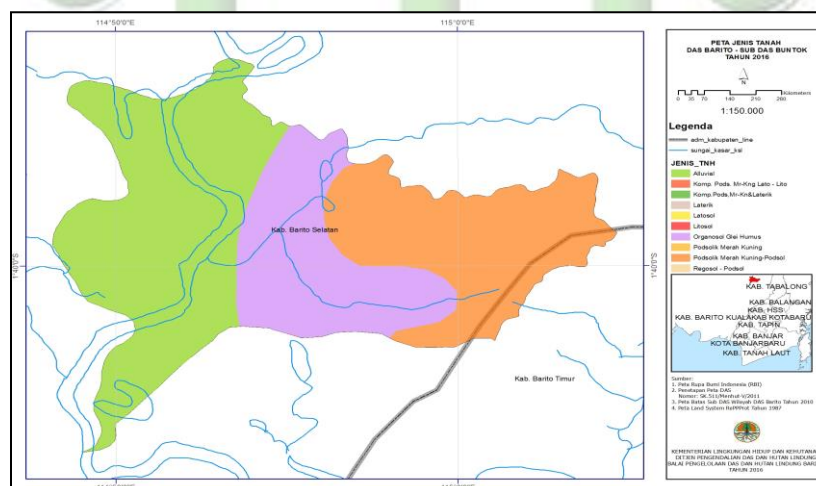 114°50'0"E
115°0'0"E
1°40'0"S
1°40'0"S
Kab. Barito Selatan
Kab. Barito Timur
PETA JENIS TANAH
DAS BARITO - SUB DAS BUNTOK
TAHUN 2016
N
Kilometers
0 35 70 140 210 260
1:150.000
Legenda
adm_kabupaten_line
sungai_kasar_ksl
JENIS_TNH
Alluvial
Komp. Pods. Mr-Kng Lato - Lito
Komp.Pods.Mr-Kn&Laterik
Laterik
Latosol
Litosol
Organosol Glei Humus
Podsolik Merah Kuning
Podsolik Merah Kuning-Podsol
Regosol - Podsol
KAB. TABALONG
KAB. BALANGAN
KAB. HSS
KAB. BARITO KUALA KAB KOTABARU
KAB. TAPIN
KAB. BANJAR
KOTA BANJARBARU
KAB. TANAH LAUT
Sumber:
1. Peta Rupa Bumi Indonesia (RBI)
2. Penetapan Peta DAS
Nomor: SK.511/Menhut-V/2011
3. Peta Batas Sub DAS Wilayah DAS Barito Tahun 2010
4. Peta Land System RePPProt Tahun 1987
KEMENTERIAN LINGKUNGAN HIDUP DAN KEHUTANA
DITJEN PENGENDALIAN DAS DAN HUTAN LINDUNG
BALAI PENGELOLAAN DAS DAN HUTAN LINDUNG BARI
TAHUN 2016